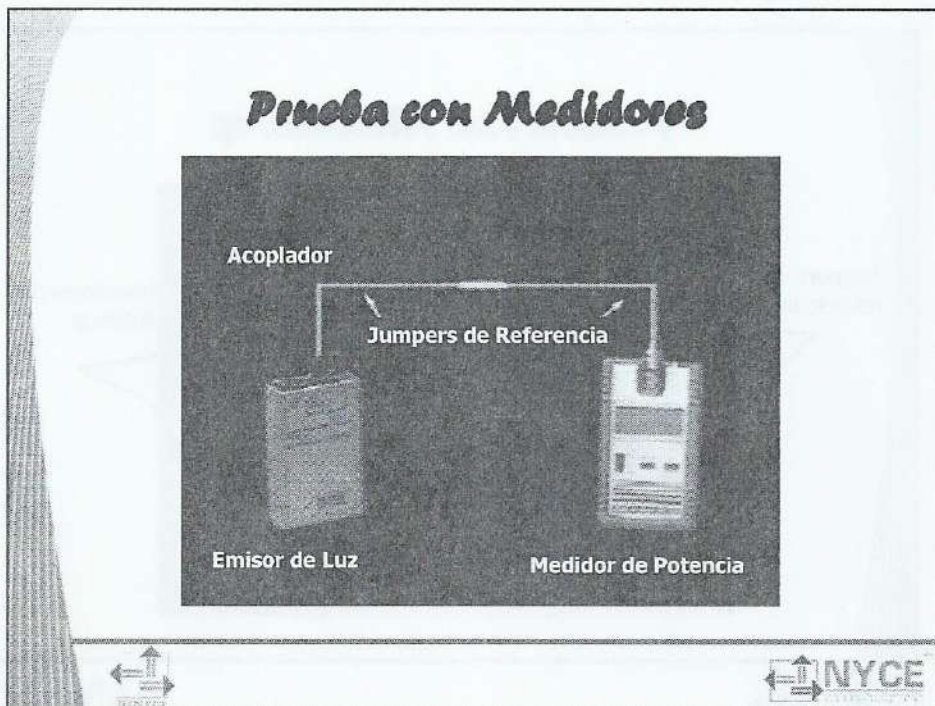 Prueba con Medidores
Acoplador
Jumpers de Referencia
Emisor de Luz
Medidor de Potencia
NYCE